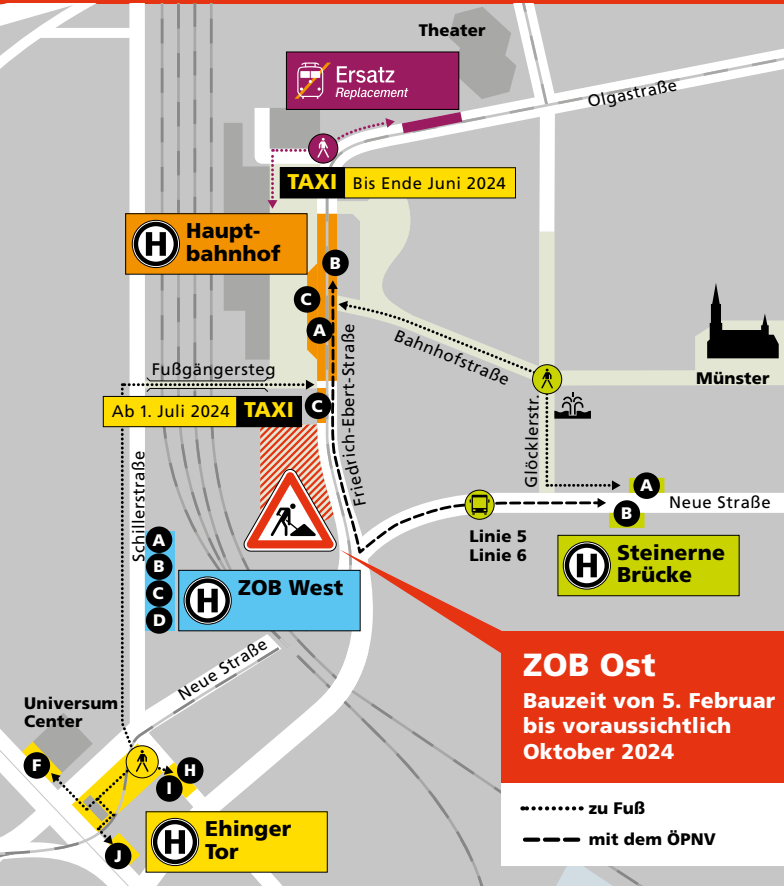 Theater
Ersatz
Replacement
Olgastraße
TAXI Bis Ende Juni 2024
H Haupt-
bahnhof
B
C
A
Friedrich-Ebert-Straße
Bahnhofstraße
Münster
Fußgängersteg
Ab 1. Juli 2024 TAXI
C
Glöcklerstr.
Schillerstraße
A
B
Neue Straße
Linie 5
Linie 6
H Steinerne
Brücke
A
B
C
D
H ZOB West
Neue Straße
ZOB Ost
Bauzeit von 5. Februar
bis voraussichtlich
Oktober 2024
Universum
Center
F
H
I
J
H Ehinger
Tor
zu Fuß
mit dem ÖPNV